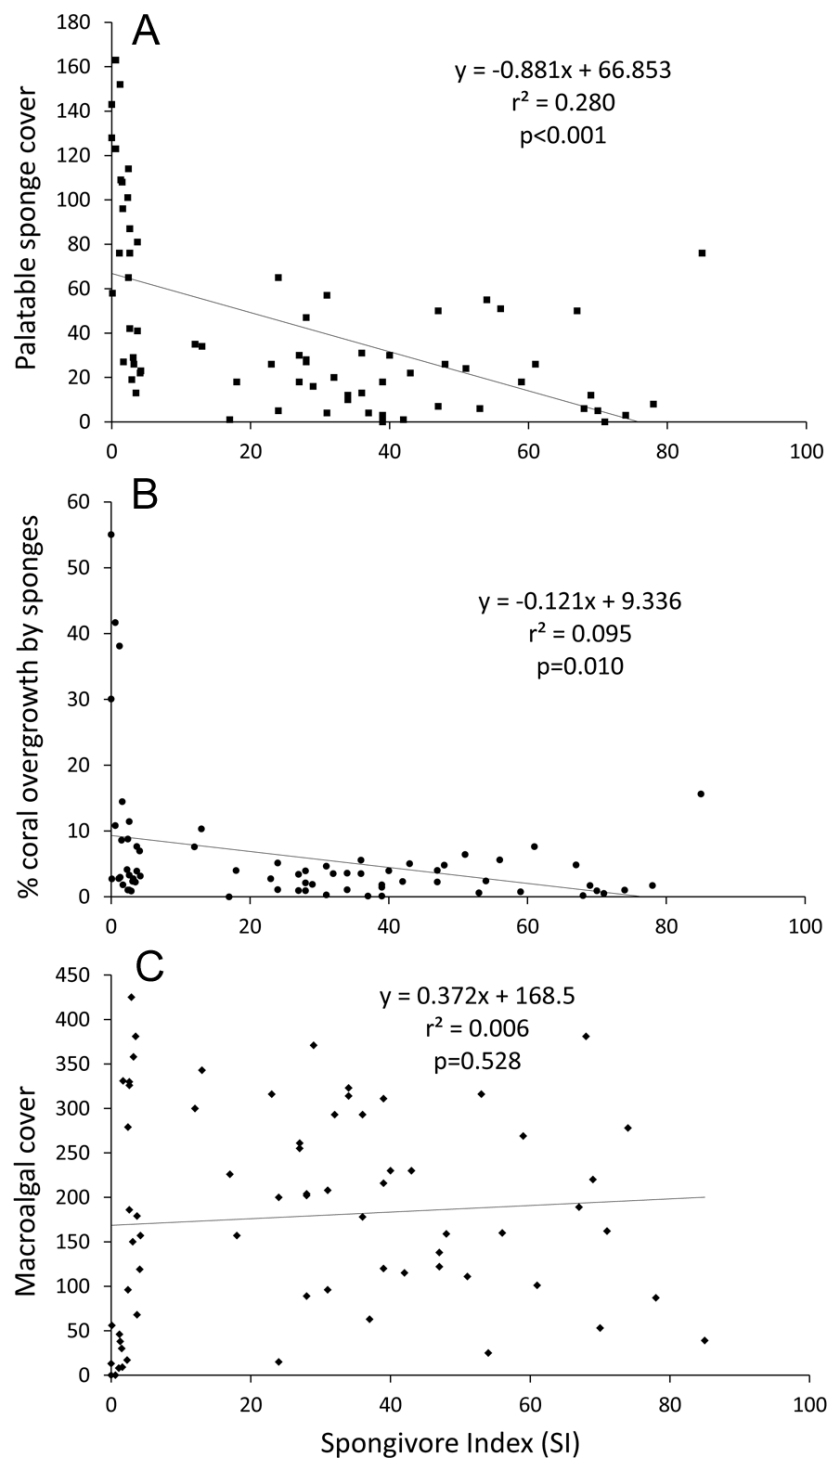 A
180
160
140
120
100
80
60
40
20
0
Palatable sponge cover
y = -0.881x + 66.853
r² = 0.280
p<0.001
0 20 40 60 80 100
B
60
50
40
30
20
10
0
% coral overgrowth by sponges
y = -0.121x + 9.336
r² = 0.095
p=0.010
0 20 40 60 80 100
C
450
400
350
300
250
200
150
100
50
0
Macroalgal cover
y = 0.372x + 168.5
r² = 0.006
p=0.528
0 20 40 60 80 100
Spongivore Index (SI)